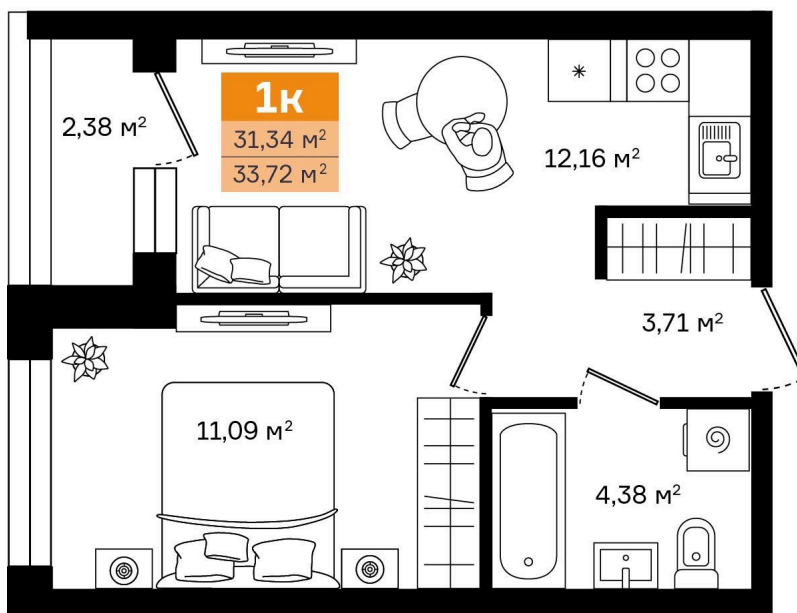 1к
31,34 м²
33,72 м²
2,38 м²
12,16 м²
3,71 м²
11,09 м²
4,38 м²